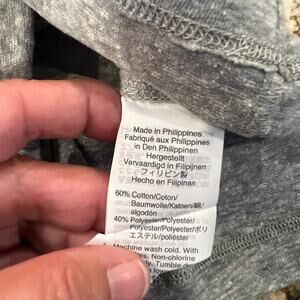 Made in Philippines
Fabriqué aux Philippines
in Den Philippinen
Hergestellt
Vervaardigd in Filipijnen
フィリピン製
Hecho en Filipinas
60% Cotton/Coton/
Baumwolle/Katoen/綿/
algodón
40% Polyester/Polyester/
Polyester/Polyester/ポリ
エステル/poliéster
Machine wash cold. With
colors. Non-chlorine
Tumble d